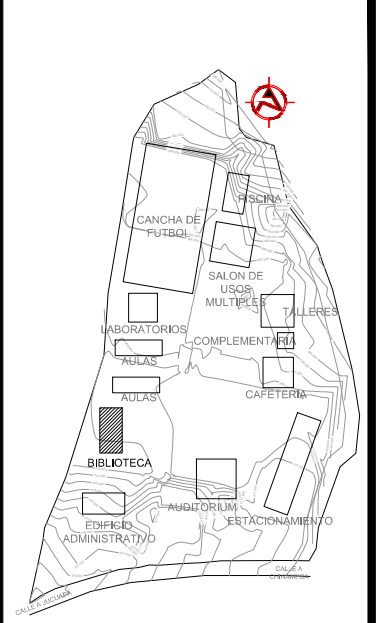 PISCINA
CANCHA DE
FUTBOL
SALON DE
USOS
MULTIPLES
TALLERES
LABORATORIOS
COMPLEMENTARIA
AULAS
AULAS
CAFETERIA
BIBLIOTECA
AUDITORIUM
ESTACIONAMIENTO
EDIFICIO
ADMINISTRATIVO
CALLE A
CHINAMECA
CALLE A JUCUAPA